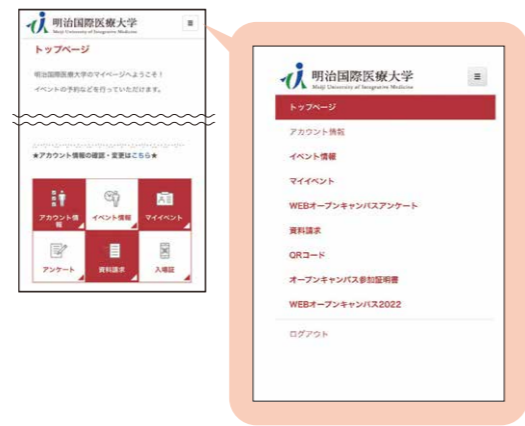 明治国際医療大学
Meiji University of Integrative Medicine
トップページ
明治国際医療大学のマイページへようこそ！
イベントの予約などを行っていただけます。
★アカウント情報の確認・変更はこちら★
アカウント情
報
イベント情報
マイイベント
アンケート
資料請求
入場証
明治国際医療大学
Meiji University of Integrative Medicine
トップページ
アカウント情報
イベント情報
マイイベント
WEBオープンキャンパスアンケート
資料請求
QRコード
オープンキャンパス参加証明書
WEBオープンキャンパス2022
ログアウト